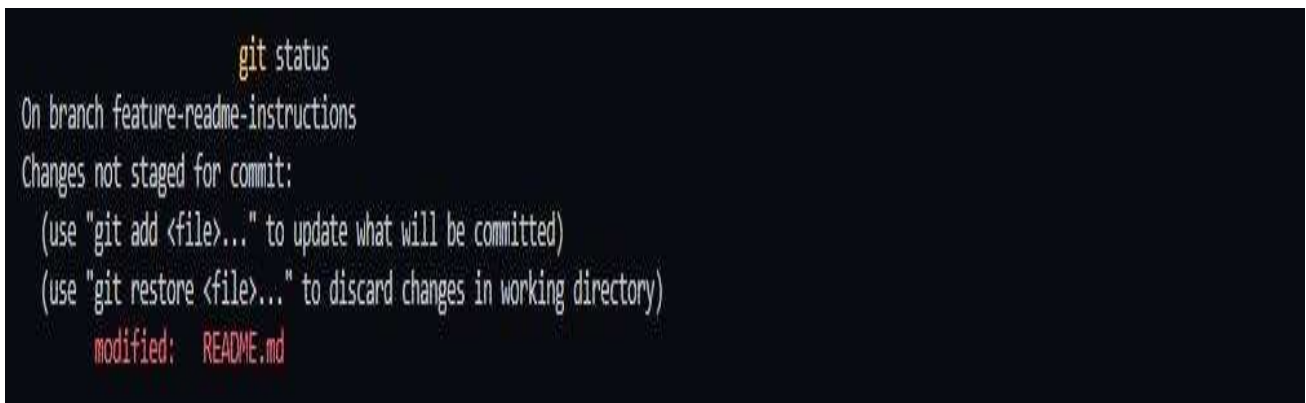 git status
On branch feature-readme-instructions
Changes not staged for commit:
(use "git add <file>..." to update what will be committed)
(use "git restore <file>..." to discard changes in working directory)
modified: README.md